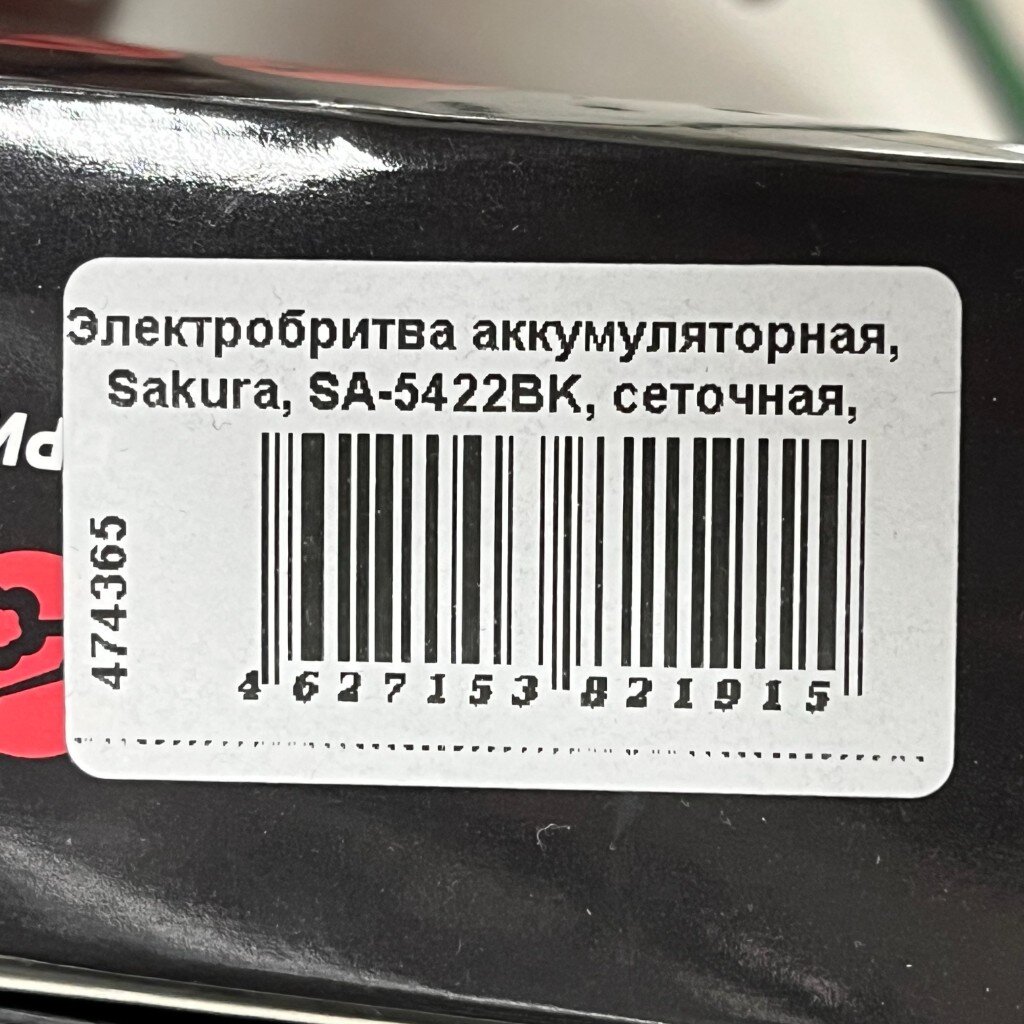 Электробритва аккумуляторная,
Sakura, SA-5422BK, сеточная,
474365
4 627153 821915